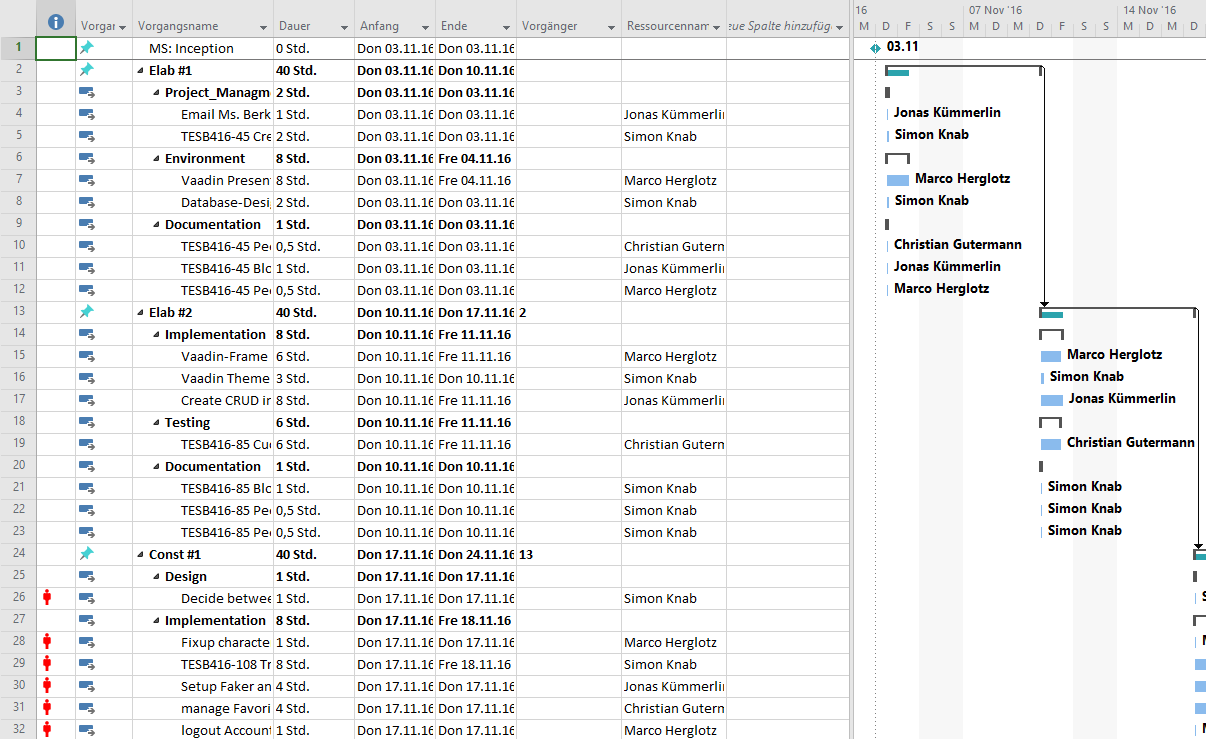 16 07 Nov '16 14 Nov '16
Vorgar Vorgangsname Dauer Anfang Ende Vorgänger Ressourcennam eue Spalte hinzufüg M D F S S M D M D F S S M D M D
1 MS: Inception 0 Std. Don 03.11.16 Don 03.11.16 03.11
2 Elab #1 40 Std. Don 03.11.16 Don 10.11.16
3 Project_Managm 2 Std. Don 03.11.16 Don 03.11.16
4 Email Ms. Berk 1 Std. Don 03.11.16 Don 03.11.16 Jonas Kümmerlin Jonas Kümmerlin
5 TESB416-45 Cre 2 Std. Don 03.11.16 Don 03.11.16 Simon Knab Simon Knab
6 Environment 8 Std. Don 03.11.16 Fre 04.11.16
7 Vaadin Presen 8 Std. Don 03.11.16 Fre 04.11.16 Marco Herglotz Marco Herglotz
8 Database-Desi 2 Std. Don 03.11.16 Don 03.11.16 Simon Knab Simon Knab
9 Documentation 1 Std. Don 03.11.16 Don 03.11.16
10 TESB416-45 Pee 0,5 Std. Don 03.11.16 Don 03.11.16 Christian Gutern Christian Gutermann
11 TESB416-45 Blo 1 Std. Don 03.11.16 Don 03.11.16 Jonas Kümmerlin Jonas Kümmerlin
12 TESB416-45 Pee 0,5 Std. Don 03.11.16 Don 03.11.16 Marco Herglotz Marco Herglotz
13 Elab #2 40 Std. Don 10.11.16 Don 17.11.16 2
14 Implementation 8 Std. Don 10.11.16 Fre 11.11.16
15 Vaadin-Frame 6 Std. Don 10.11.16 Fre 11.11.16 Marco Herglotz Marco Herglotz
16 Vaadin Theme 3 Std. Don 10.11.16 Don 10.11.16 Simon Knab Simon Knab
17 Create CRUD in 8 Std. Don 10.11.16 Fre 11.11.16 Jonas Kümmerlin Jonas Kümmerlin
18 Testing 6 Std. Don 10.11.16 Fre 11.11.16
19 TESB416-85 Cu 6 Std. Don 10.11.16 Fre 11.11.16 Christian Gutern Christian Gutermann
20 Documentation 1 Std. Don 10.11.16 Don 10.11.16
21 TESB416-85 Blo 1 Std. Don 10.11.16 Don 10.11.16 Simon Knab Simon Knab
22 TESB416-85 Pee 0,5 Std. Don 10.11.16 Don 10.11.16 Simon Knab Simon Knab
23 TESB416-85 Pee 0,5 Std. Don 10.11.16 Don 10.11.16 Simon Knab Simon Knab
24 Const #1 40 Std. Don 17.11.16 Don 24.11.16 13
25 Design 1 Std. Don 17.11.16 Don 17.11.16
26 Decide betwee 1 Std. Don 17.11.16 Don 17.11.16 Simon Knab S
27 Implementation 8 Std. Don 17.11.16 Fre 18.11.16
28 Fixup characte 1 Std. Don 17.11.16 Don 17.11.16 Marco Herglotz
29 TESB416-108 Tr 8 Std. Don 17.11.16 Fre 18.11.16 Simon Knab
30 Setup Faker an 4 Std. Don 17.11.16 Don 17.11.16 Jonas Kümmerlin
31 manage Favori 4 Std. Don 17.11.16 Don 17.11.16 Christian Gutern
32 logout Account 1 Std. Don 17.11.16 Don 17.11.16 Marco Herglotz